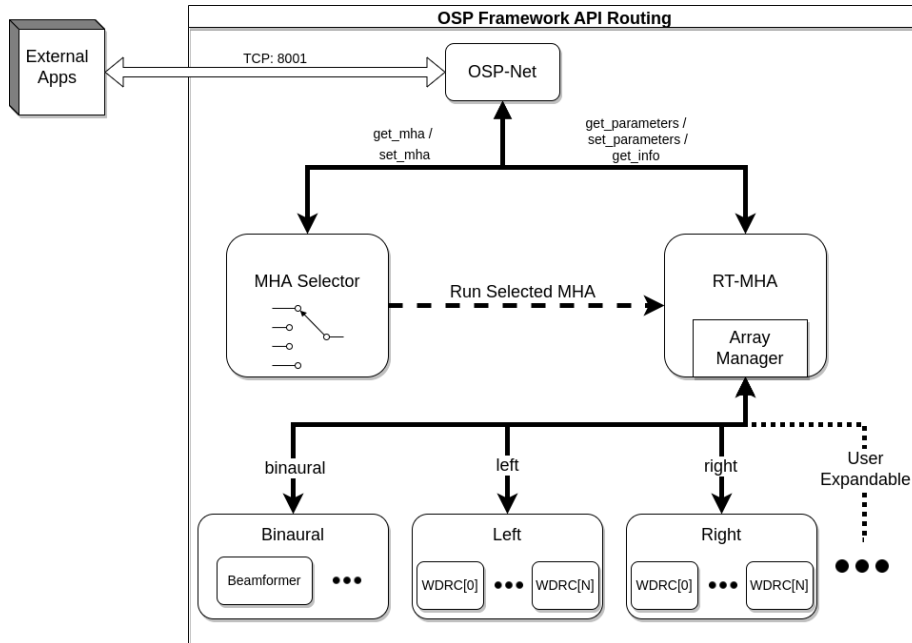 OSP Framework API Routing
External
Apps
TCP: 8001
OSP-Net
get_mha /
set_mha
get_parameters /
set_parameters /
get_info
MHA Selector
Run Selected MHA
RT-MHA
Array
Manager
binaural
left
right
User
Expandable
Binaural
Beamformer
Left
WDRC[0]
WDRC[N]
Right
WDRC[0]
WDRC[N]